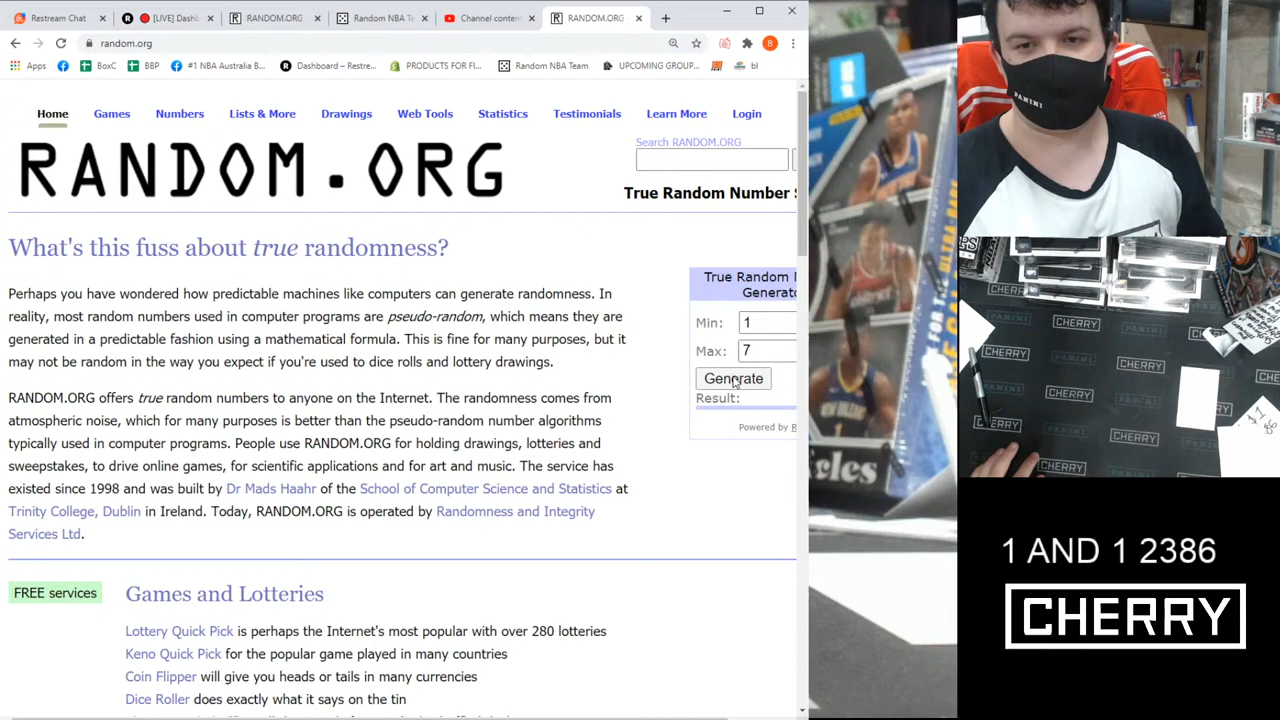 Restream Chat
[LIVE] Dashb
RANDOM.ORG
Random NBA Te
Channel conten
RANDOM.ORG -
random.org
Apps
BoxC
BBP
#1 NBA Australia B...
Dashboard – Restre...
PRODUCTS FOR FI...
Random NBA Team
UPCOMING GROUP...
bl
Home
Games
Numbers
Lists & More
Drawings
Web Tools
Statistics
Testimonials
Learn More
Login
RANDOM.ORG
Search RANDOM.ORG
True Random Number S
What's this fuss about true randomness?
Perhaps you have wondered how predictable machines like computers can generate randomness. In
reality, most random numbers used in computer programs are pseudo-random, which means they are
generated in a predictable fashion using a mathematical formula. This is fine for many purposes, but it
may not be random in the way you expect if you're used to dice rolls and lottery drawings.
RANDOM.ORG offers true random numbers to anyone on the Internet. The randomness comes from
atmospheric noise, which for many purposes is better than the pseudo-random number algorithms
typically used in computer programs. People use RANDOM.ORG for holding drawings, lotteries and
sweepstakes, to drive online games, for scientific applications and for art and music. The service has
existed since 1998 and was built by Dr Mads Haahr of the School of Computer Science and Statistics at
Trinity College, Dublin in Ireland. Today, RANDOM.ORG is operated by Randomness and Integrity
Services Ltd.
True Random
Generato
Min: 1
Max: 7
Generate
Result:
Powered by R
FREE services
Games and Lotteries
Lottery Quick Pick is perhaps the Internet's most popular with over 280 lotteries
Keno Quick Pick for the popular game played in many countries
Coin Flipper will give you heads or tails in many currencies
Dice Roller does exactly what it says on the tin
PANINI
CHERRY
CHERRY
CHERRY
CHERRY
CHERRY
PANINI
1 AND 1 2386
CHERRY